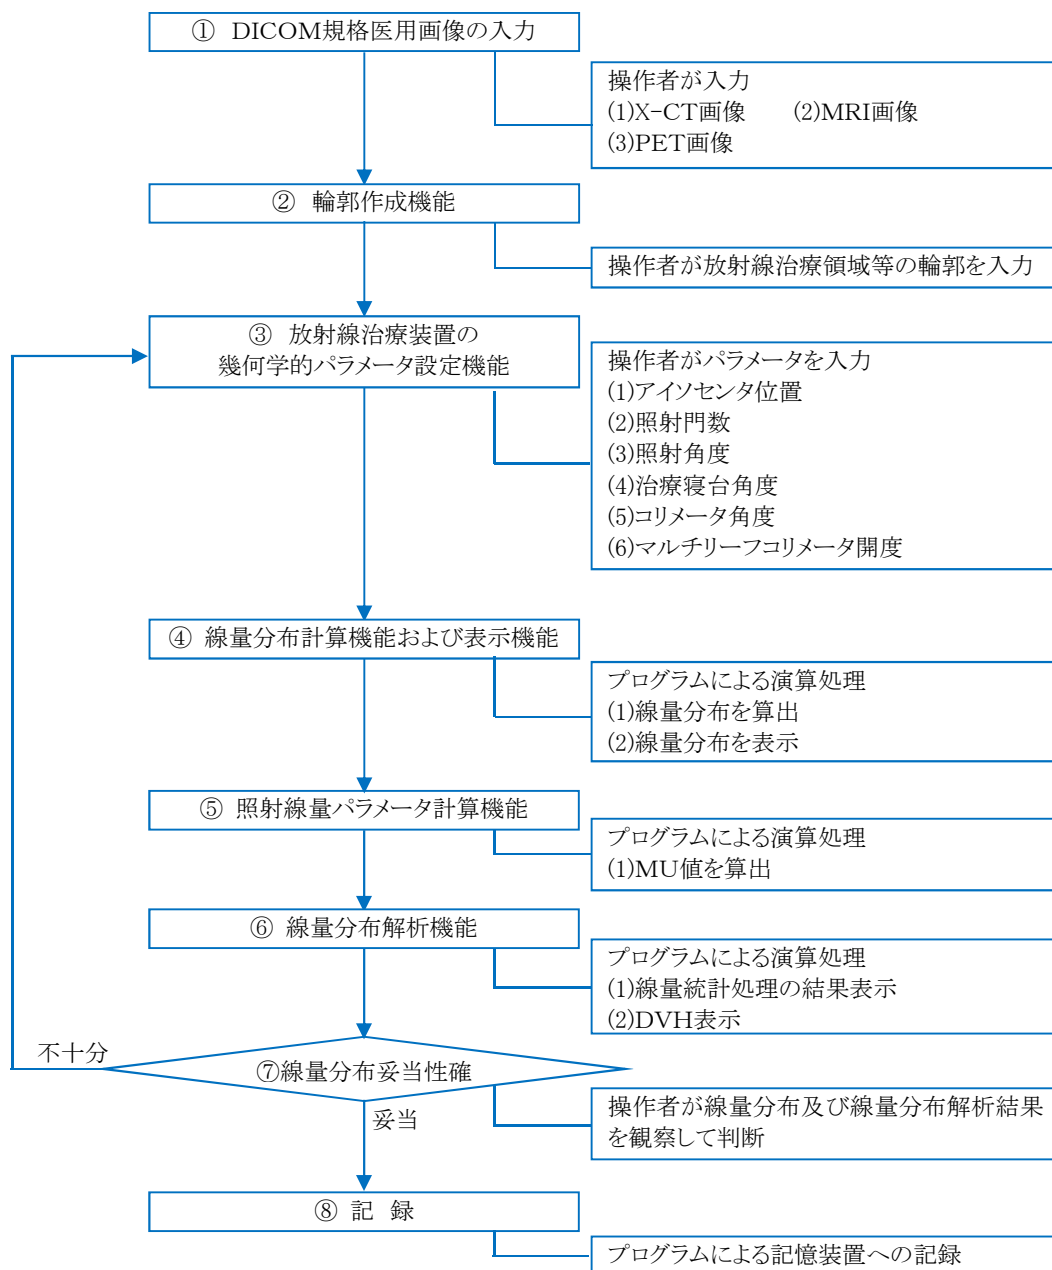 ① DICOM規格医用画像の入力
操作者が入力
(1)X-CT画像 (2)MRI画像
(3)PET画像
② 輪郭作成機能
操作者が放射線治療領域等の輪郭を入力
③ 放射線治療装置の
幾何学的パラメータ設定機能
操作者がパラメータを入力
(1)アイソセンタ位置
(2)照射門数
(3)照射角度
(4)治療寝台角度
(5)コリメータ角度
(6)マルチリーフコリメータ開度
④ 線量分布計算機能および表示機能
プログラムによる演算処理
(1)線量分布を算出
(2)線量分布を表示
⑤ 照射線量パラメータ計算機能
プログラムによる演算処理
(1)MU値を算出
⑥ 線量分布解析機能
プログラムによる演算処理
(1)線量統計処理の結果表示
(2)DVH表示
不十分
⑦線量分布妥当性確
妥当
操作者が線量分布及び線量分布解析結果
を観察して判断
⑧ 記 録
プログラムによる記憶装置への記録